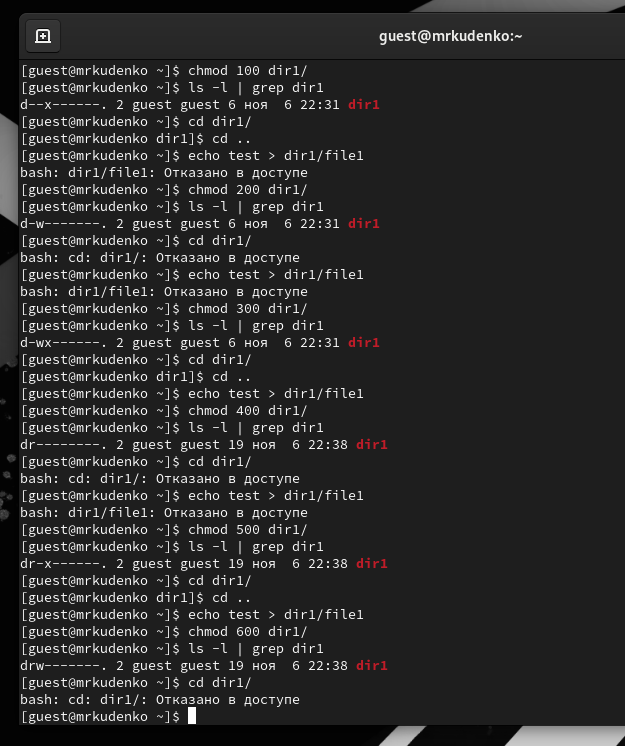 guest@mrkudenko:~
[guest@mrkudenko ~]$ chmod 100 dir1/
[guest@mrkudenko ~]$ ls -l | grep dir1
d--x------. 2 guest guest 6 ноя  6 22:31 dir1
[guest@mrkudenko ~]$ cd dir1/
[guest@mrkudenko dir1]$ cd ..
[guest@mrkudenko ~]$ echo test > dir1/file1
bash: dir1/file1: Отказано в доступе
[guest@mrkudenko ~]$ chmod 200 dir1/
[guest@mrkudenko ~]$ ls -l | grep dir1
d-w-------. 2 guest guest 6 ноя  6 22:31 dir1
[guest@mrkudenko ~]$ cd dir1/
bash: cd: dir1/: Отказано в доступе
[guest@mrkudenko ~]$ echo test > dir1/file1
bash: dir1/file1: Отказано в доступе
[guest@mrkudenko ~]$ chmod 300 dir1/
[guest@mrkudenko ~]$ ls -l | grep dir1
d-wx------. 2 guest guest 6 ноя  6 22:31 dir1
[guest@mrkudenko ~]$ cd dir1/
[guest@mrkudenko dir1]$ cd ..
[guest@mrkudenko ~]$ echo test > dir1/file1
[guest@mrkudenko ~]$ chmod 400 dir1/
[guest@mrkudenko ~]$ ls -l | grep dir1
dr--------. 2 guest guest 19 ноя  6 22:38 dir1
[guest@mrkudenko ~]$ cd dir1/
bash: cd: dir1/: Отказано в доступе
[guest@mrkudenko ~]$ echo test > dir1/file1
bash: dir1/file1: Отказано в доступе
[guest@mrkudenko ~]$ chmod 500 dir1/
[guest@mrkudenko ~]$ ls -l | grep dir1
dr-x------. 2 guest guest 19 ноя  6 22:38 dir1
[guest@mrkudenko ~]$ cd dir1/
[guest@mrkudenko dir1]$ cd ..
[guest@mrkudenko ~]$ echo test > dir1/file1
[guest@mrkudenko ~]$ chmod 600 dir1/
[guest@mrkudenko ~]$ ls -l | grep dir1
drw-------. 2 guest guest 19 ноя  6 22:38 dir1
[guest@mrkudenko ~]$ cd dir1/
bash: cd: dir1/: Отказано в доступе
[guest@mrkudenko ~]$